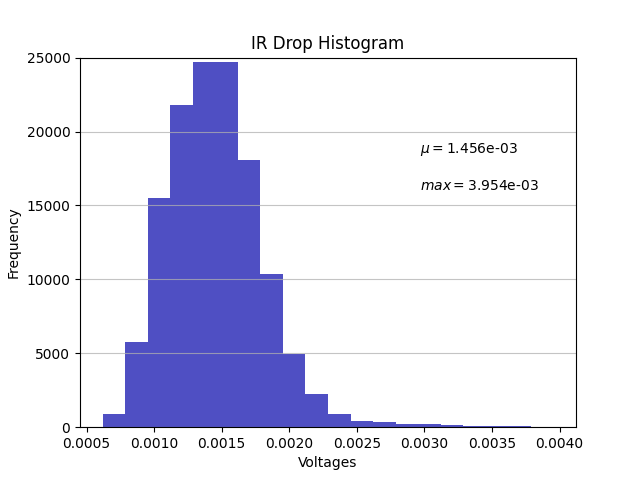 IR Drop Histogram
25000
20000
15000
10000
5000
0
Frequency
μ = 1.456e-03
max = 3.954e-03
0.0005 0.0010 0.0015 0.0020 0.0025 0.0030 0.0035 0.0040
Voltages